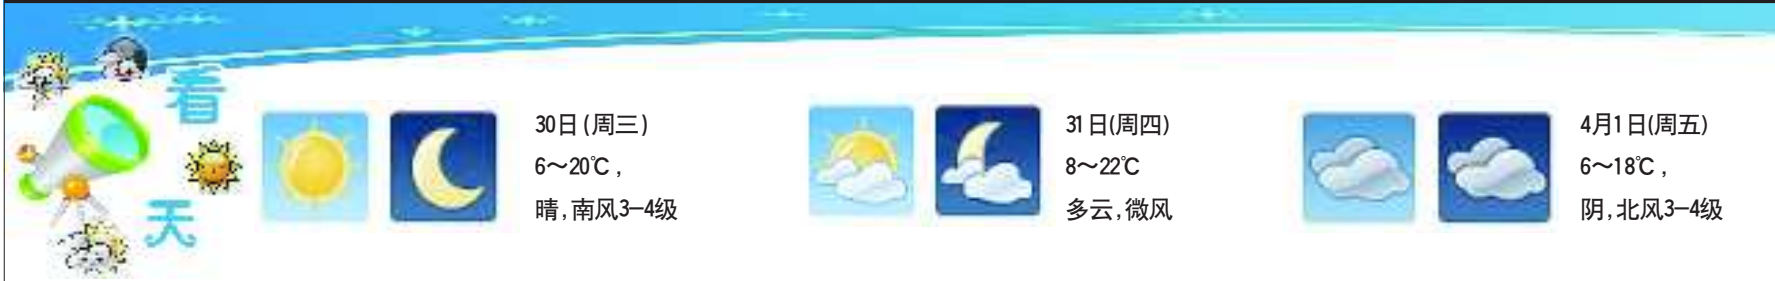 看
天
30日(周三)
6～20℃，
晴,南风3-4级
31日(周四)
8～22℃
多云,微风
4月1日(周五)
6～18℃，
阴,北风3-4级